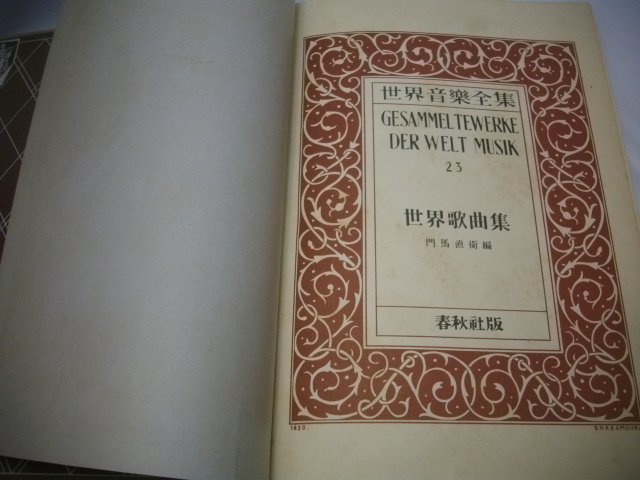 世界音樂全集
GESAMMELTEWERKE
DER WELT MUSIK
23
世界歌曲集
門馬直衛編
春秋社版
1930.